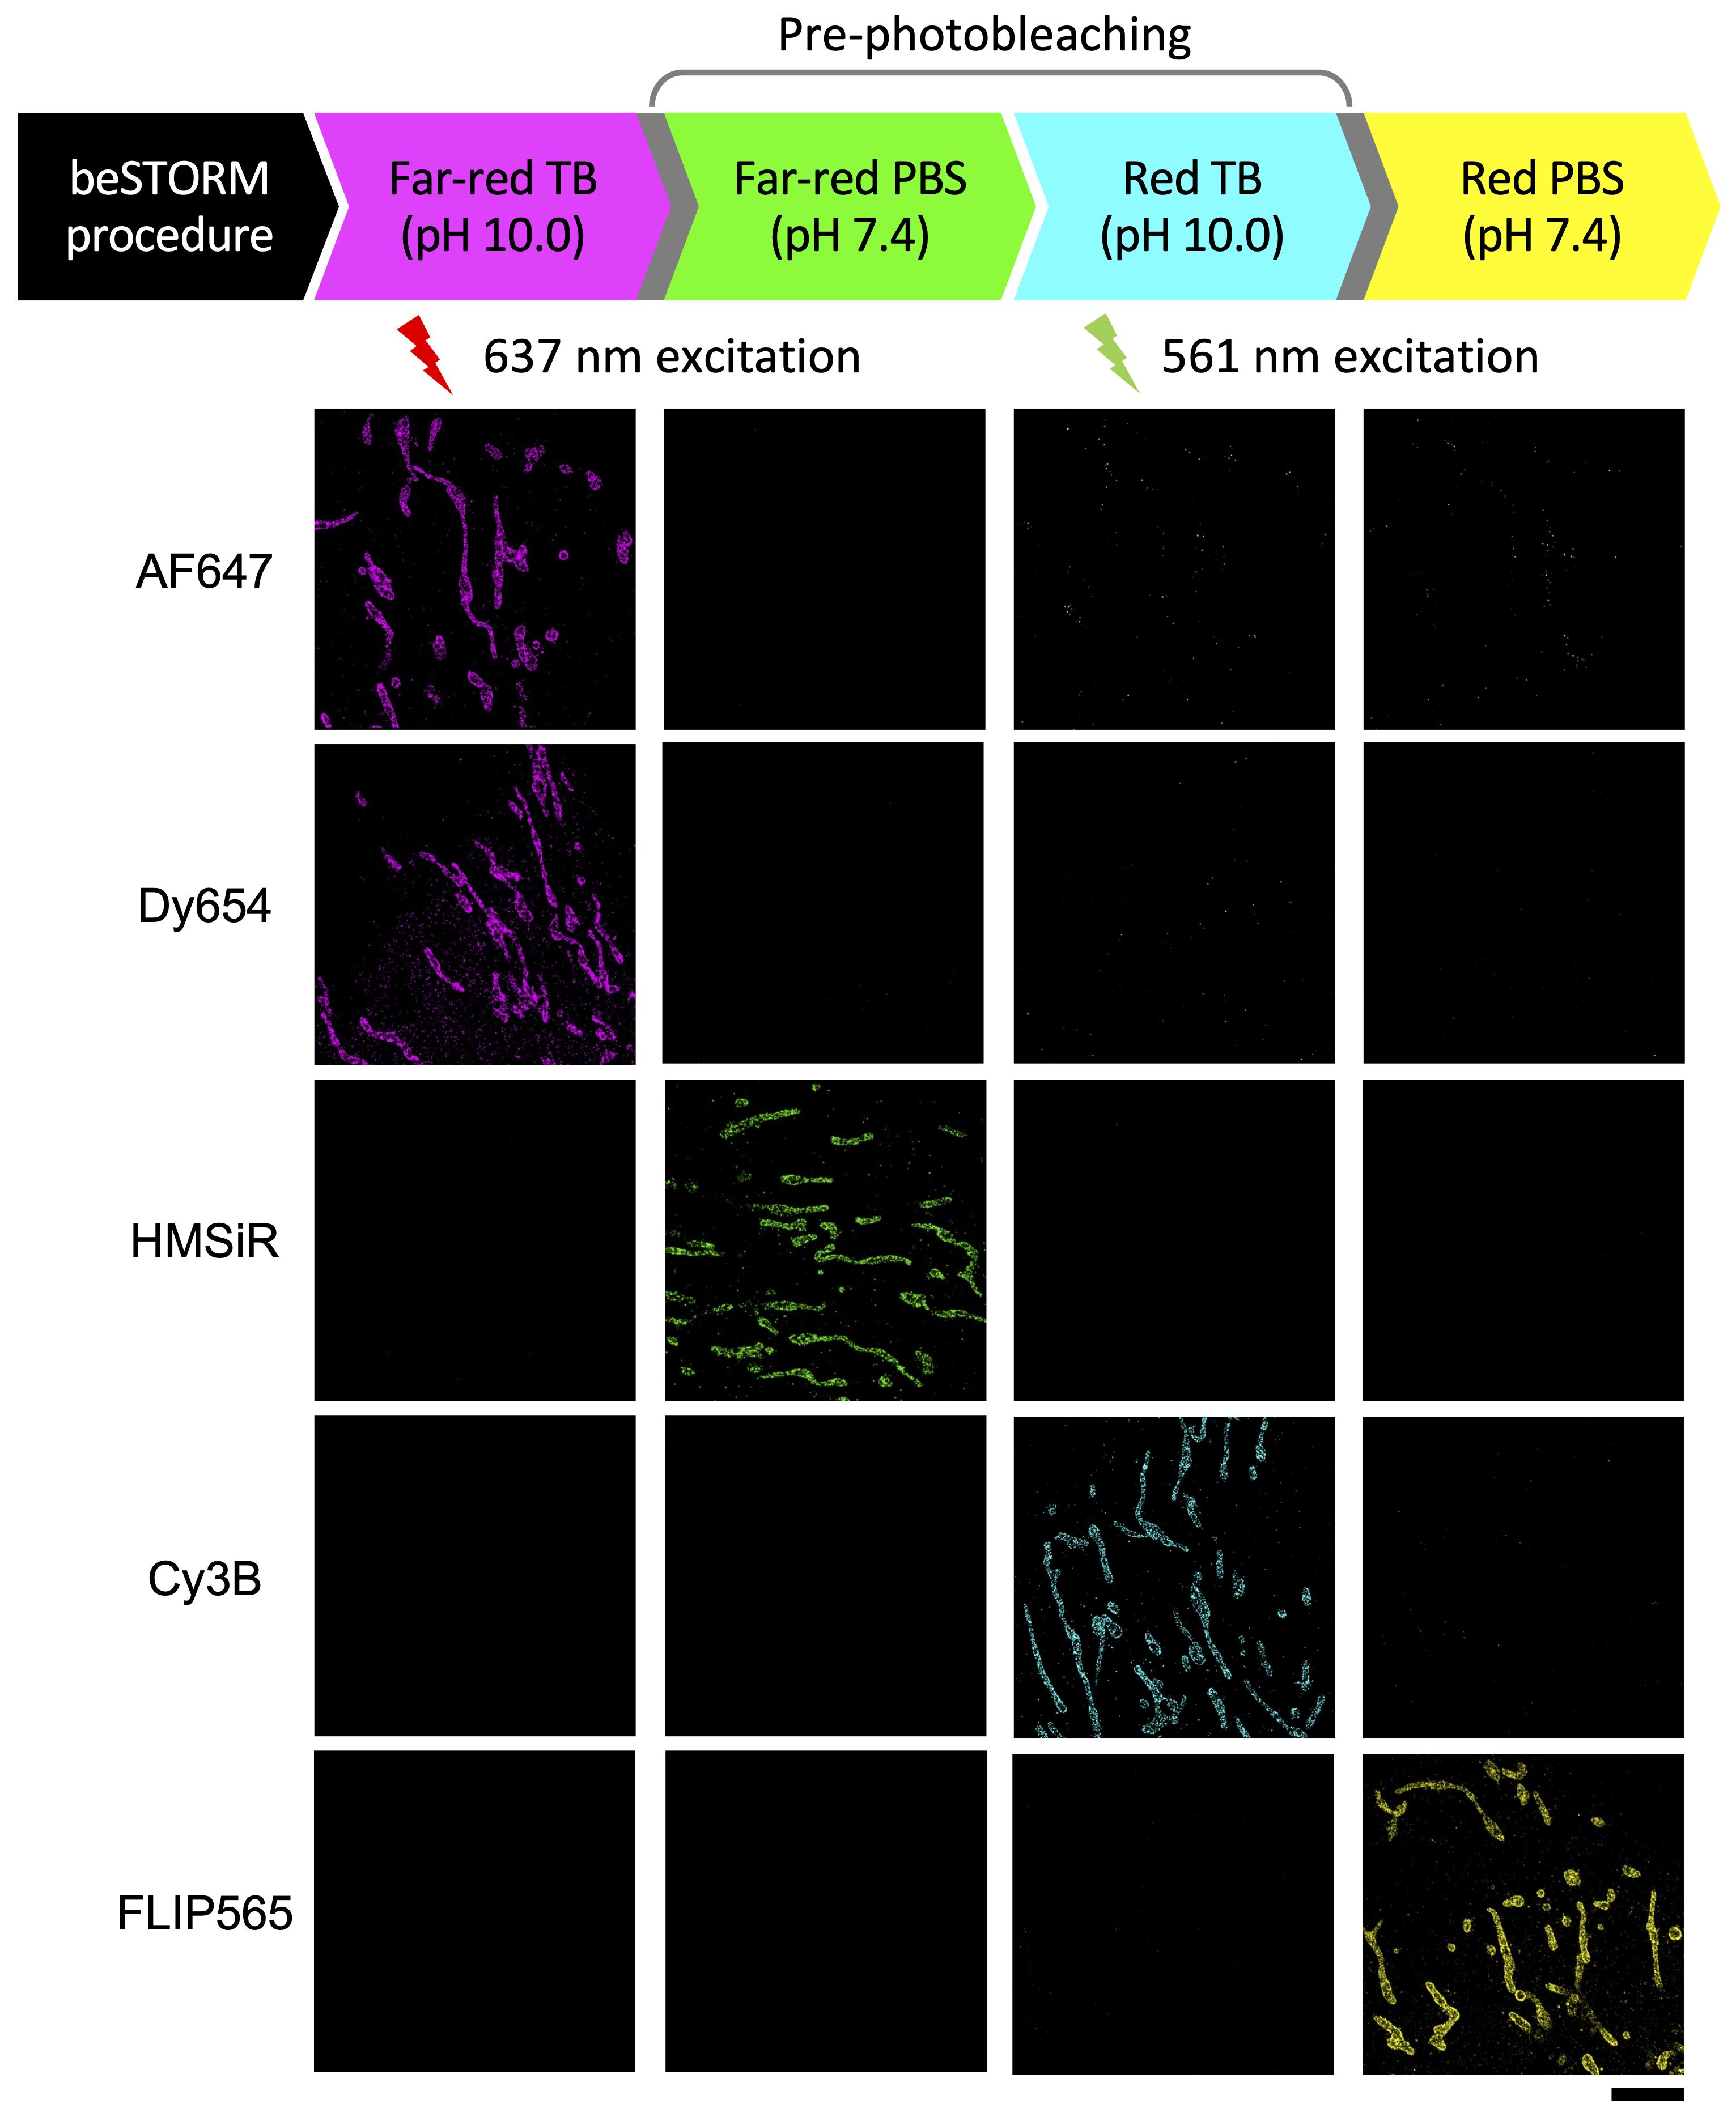 Pre-photobleaching
beSTORM
procedure
Far-red TB
(pH 10.0)
Far-red PBS
(pH 7.4)
Red TB
(pH 10.0)
Red PBS
(pH 7.4)
637 nm excitation
561 nm excitation
AF647
Dy654
HMSiR
Cy3B
FLIP565